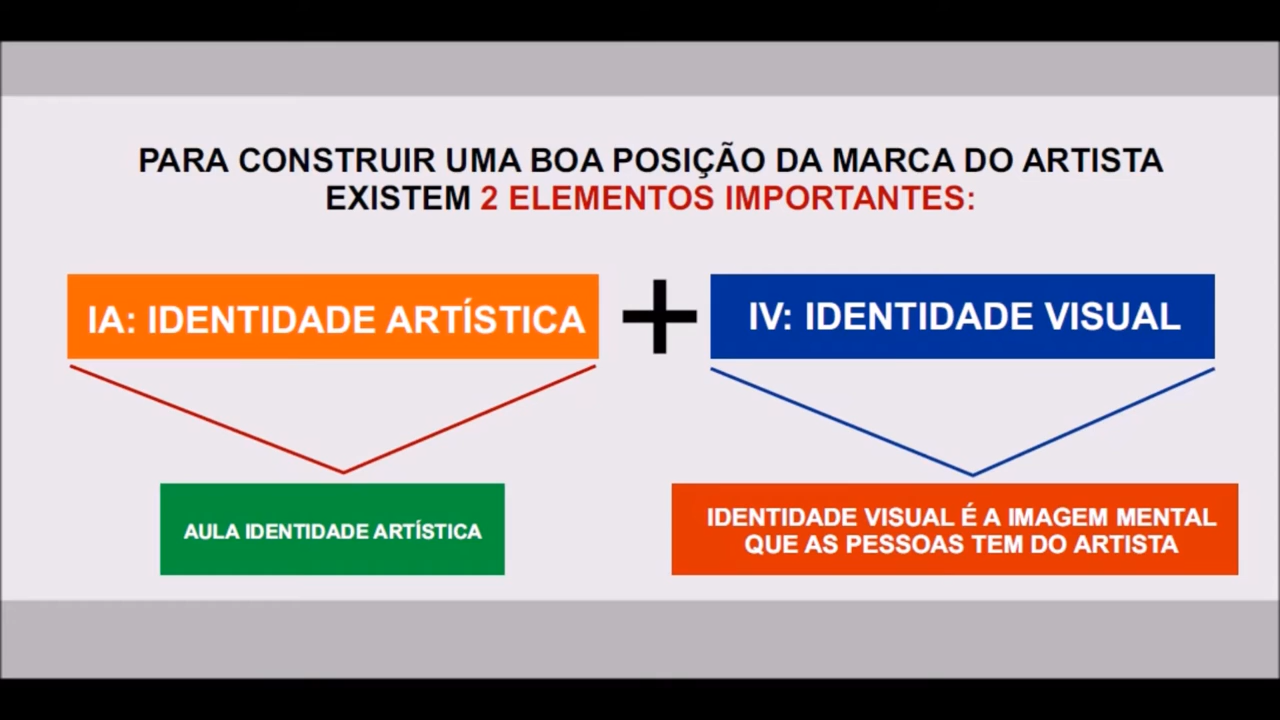 PARA CONSTRUIR UMA BOA POSIÇÃO DA MARCA DO ARTISTA
EXISTEM 2 ELEMENTOS IMPORTANTES:
IA: IDENTIDADE ARTÍSTICA
+
IV: IDENTIDADE VISUAL
AULA IDENTIDADE ARTÍSTICA
IDENTIDADE VISUAL É A IMAGEM MENTAL
QUE AS PESSOAS TEM DO ARTISTA